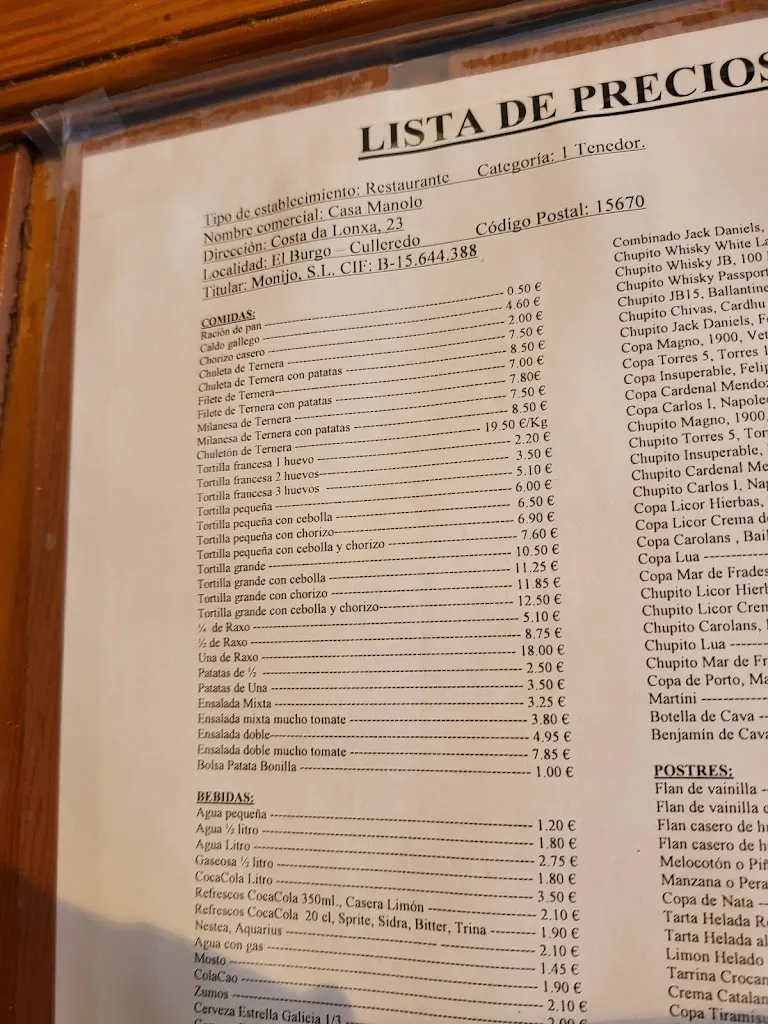 LISTA DE PRECIOS
Tipo de establecimiento: Restaurante Categoría: 1 Tenedor.
Nombre comercial: Casa Manolo
Dirección: Costa da Lonxa, 23
Localidad: El Burgo – Culleredo Código Postal: 15670
Titular: Monijo, S.L. CIF: B-15.644.388
COMIDAS:
Ración de pan 0.50 €
Caldo gallego 4.60 €
Chorizo casero 2.00 €
Chuleta de Ternera 7.50 €
Chuleta de Ternera con patatas 8.50 €
Filete de Ternera 7.00 €
Filete de Ternera con patatas 7.80€
Milanesa de Ternera 7.50 €
Milanesa de Ternera con patatas 8.50 €
Chuletón de Ternera 19.50 €/Kg
Tortilla francesa 1 huevo 2.20 €
Tortilla francesa 2 huevos 3.50 €
Tortilla francesa 3 huevos 5.10 €
Tortilla pequeña 6.00 €
Tortilla pequeña con cebolla 6.50 €
Tortilla pequeña con chorizo 6.90 €
Tortilla pequeña con cebolla y chorizo 7.60 €
Tortilla grande 10.50 €
Tortilla grande con cebolla 11.25 €
Tortilla grande con chorizo 11.85 €
Tortilla grande con cebolla y chorizo 12.50 €
¼ de Raxo 5.10 €
½ de Raxo 8.75 €
Una de Raxo 18.00 €
Patatas de ½ 2.50 €
Patatas de Una 3.50 €
Ensalada Mixta 3.25 €
Ensalada mixta mucho tomate 3.80 €
Ensalada doble 4.95 €
Ensalada doble mucho tomate 7.85 €
Bolsa Patata Bonilla 1.00 €
BEBIDAS:
Agua pequeña 1.20 €
Agua ½ litro 1.80 €
Agua Litro 2.75 €
Gaseosa ½ litro 1.80 €
CocaCola Litro 3.50 €
Refrescos CocaCola 350ml., Casera Limón 2.10 €
Refrescos CocaCola 20 cl, Sprite, Sidra, Bitter, Trina 1.90 €
Nestea, Aquarius 2.10 €
Agua con gas 1.45 €
Mosto 1.90 €
ColaCao 2.10 €
Zumos
Cerveza Estrella Galicia 1/3
Combinado Jack Daniels,
Chupito Whisky White La
Chupito Whisky JB, 100
Chupito Whisky Passport
Chupito JB15, Ballantine
Chupito Chivas, Cardhu
Chupito Jack Daniels,
Copa Magno, 1900, Vet
Copa Torres 5, Torres 1
Copa Insuperable, Felip
Copa Cardenal Mendoz
Copa Carlos I, Napoleo
Chupito Magno, 1900,
Chupito Torres 5, Tor
Chupito Insuperable,
Chupito Cardenal Me
Chupito Carlos I, Nap
Copa Licor Hierbas,
Copa Licor Crema d
Copa Carolans , Bail
Copa Lua
Copa Mar de Frades
Chupito Licor Hierb
Chupito Licor Crem
Chupito Carolans,
Chupito Lua
Chupito Mar de Fr
Copa de Porto, Ma
Martini
Botella de Cava
Benjamin de Cava
POSTRES:
Flan de vainilla
Flan de vainilla c
Flan casero de h
Flan casero de h
Melocotón o Piñ
Manzana o Pera
Copa de Nata
Tarta Helada R
Tarta Helada al
Limon Helado
Tarrina Crocan
Crema Catalan
Copa Tiramis